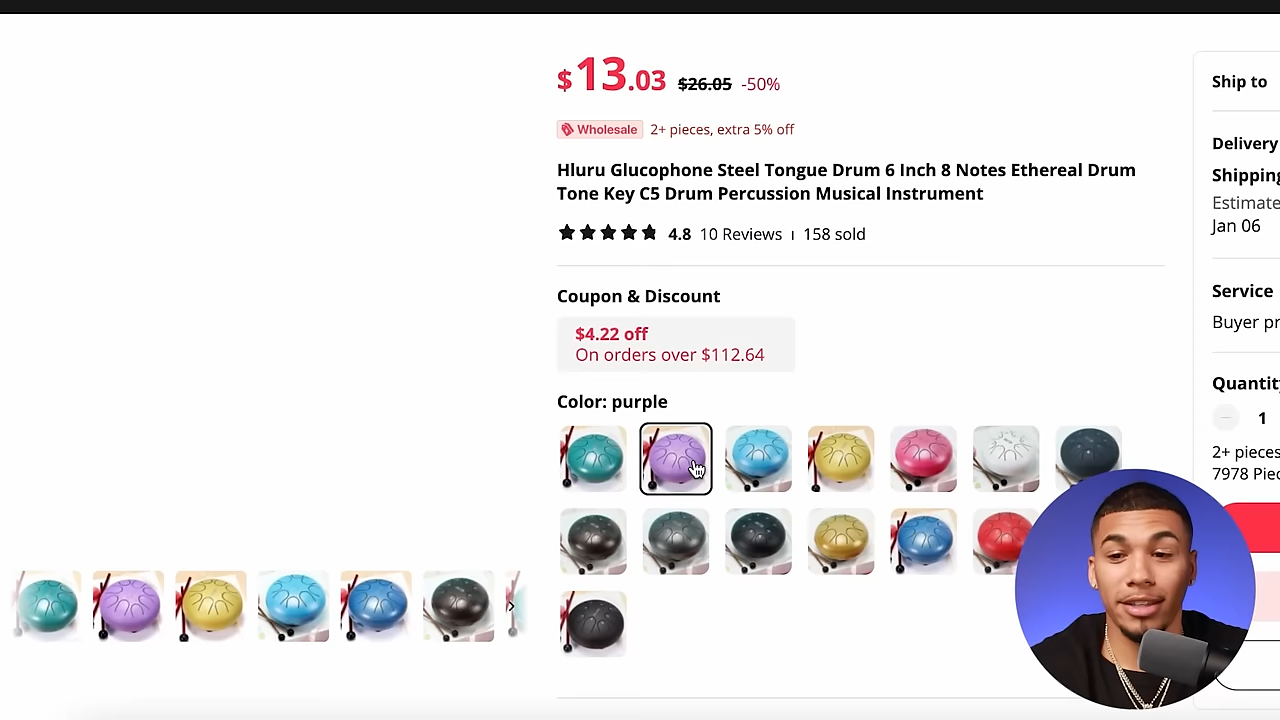 $13.03 $26.05 -50%
Wholesale 2+ pieces, extra 5% off
Hluru Glucophone Steel Tongue Drum 6 Inch 8 Notes Ethereal Drum
Tone Key C5 Drum Percussion Musical Instrument
4.8 10 Reviews | 158 sold
Coupon & Discount
$4.22 off
On orders over $112.64
Color: purple
Ship to
Delivery
Shipping
Estimate
Jan 06
Service
Buyer pr
Quantity
1
2+ pieces
7978 Piec